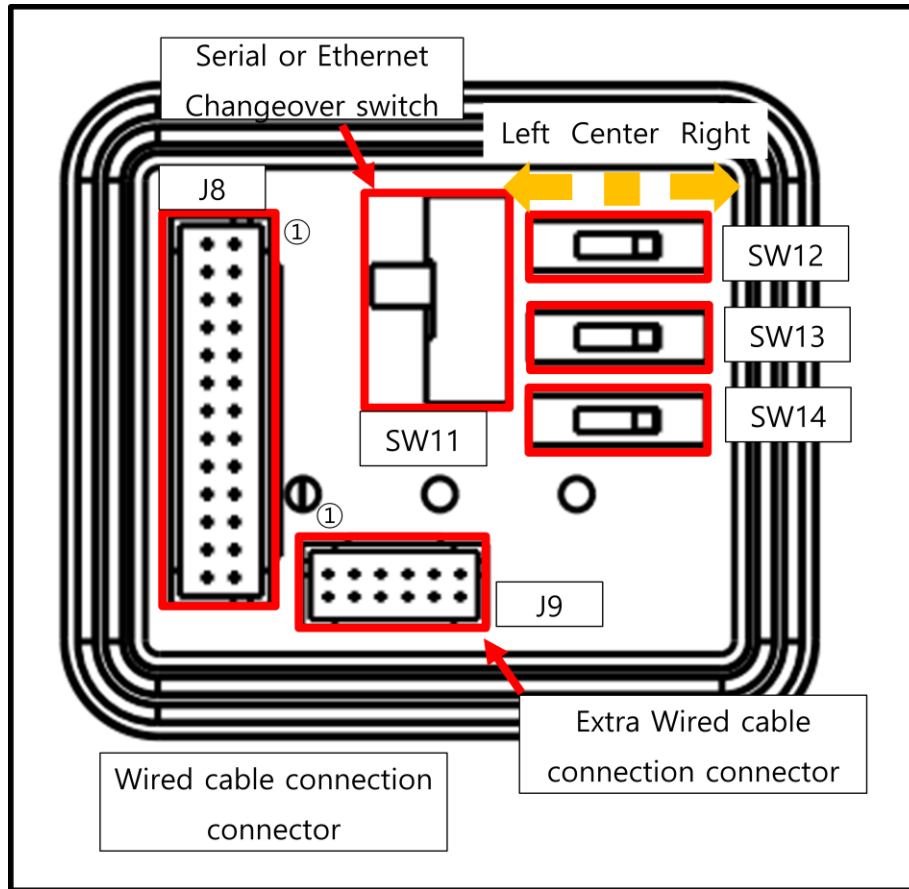 Serial or Ethernet
Changeover switch
Left Center Right
J8
①
SW12
SW13
SW14
SW11
①
J9
Extra Wired cable
connection connector
Wired cable connection
connector